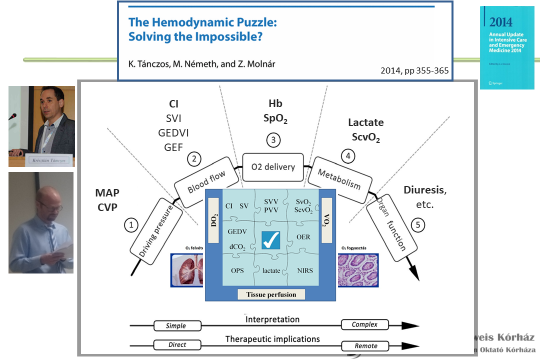 The Hemodynamic Puzzle:
Solving the Impossible?
K. Tánczos, M. Németh, and Z. Molnár
2014, pp 355-365
2014
Annual Update
in Intensive Care
and Emergency
Medicine 2014
CI
SVI
GEDVI
GEF
Hb
SpO₂
Lactate
ScvO₂
MAP
CVP
Diuresis,
etc.
1
Driving pressure
2
Blood flow
3
O2 delivery
4
Metabolism
5
Organ
function
DO₂
VO₂
CI SV
SVV
PVV
SvO₂
ScvO₂
GEDV
dCO₂
OER
OPS
lactate
NIRS
Tissue perfusion
O₂ fogyasztás
Interpretation
Simple
Complex
Therapeutic implications
Direct
Remote
weis Kórház
Oktató Kórháza